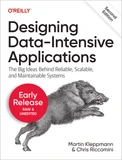 O'REILLY®
Second Edition
Designing
Data-Intensive
Applications
The Big Ideas Behind Reliable, Scalable,
and Maintainable Systems
Early
Release
RAW &
UNEDITED
Martin Kleppmann
& Chris Riccomini